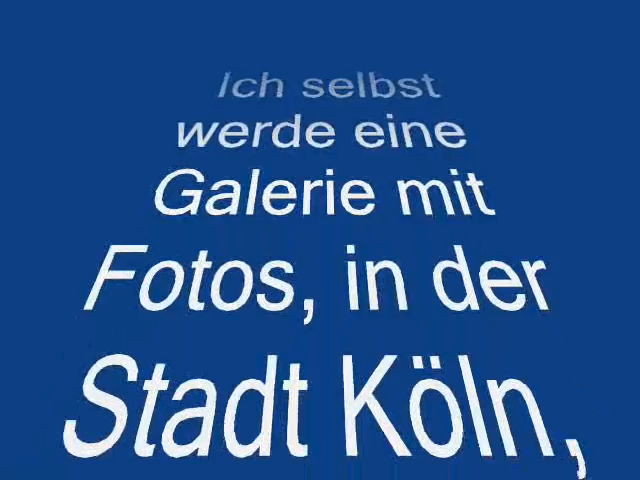 Ich selbst
werde eine
Galerie mit
Fotos, in der
Stadt Köln,